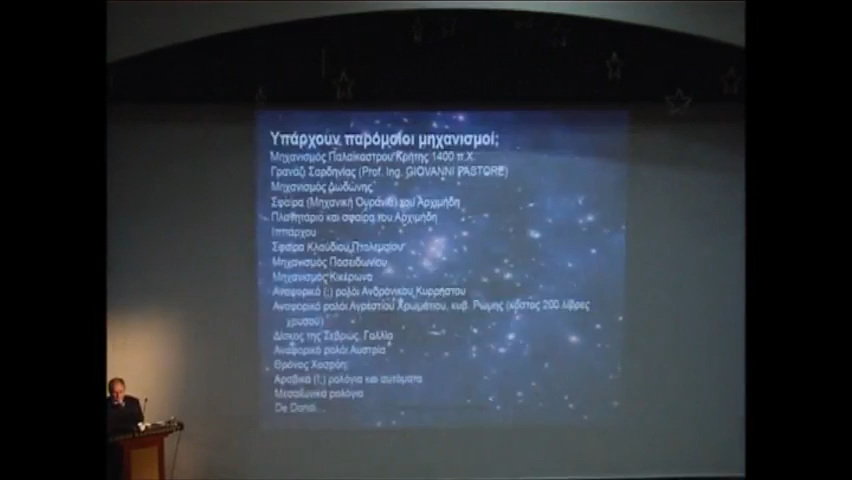 Υπάρχουν παρόμοιοι μηχανισμοί;
Μηχανισμός Παλαίκαστρου Κρήτης 1400 π.Χ
Γρανάζι Σαρδηνίας (Prof. Ing. GIOVANNI PASTORE)
Μηχανισμός Δωδώνης
Σφαίρα (Μηχανική Ουρανία) του Αρχιμήδη
Πλανητάριο και σφαίρα του Αρχιμήδη
Ιππάρχου
Σφαίρα Κλαύδιου Πτολεμαίου
Μηχανισμός Ποσειδωνίου
Μηχανισμός Κικέρωνα
Αναφορικό (;) ρολόι Ανδρόνικου Κυρρήστου
Αναφορικό ρολόι Αγρέστιου Χρωμάτιου, κυβ. Ρώμης (κόστος 200 λίβρες
χρυσού)
Δίσκος της Σεβρίως, Γαλλία
Αναφορικό ρολόι Αυστρία
Θρόνος Χοσρόη
Αραβικά (!;) ρολόγια και αυτόματα
Μεσαιωνικά ρολόγια
De Dondi...